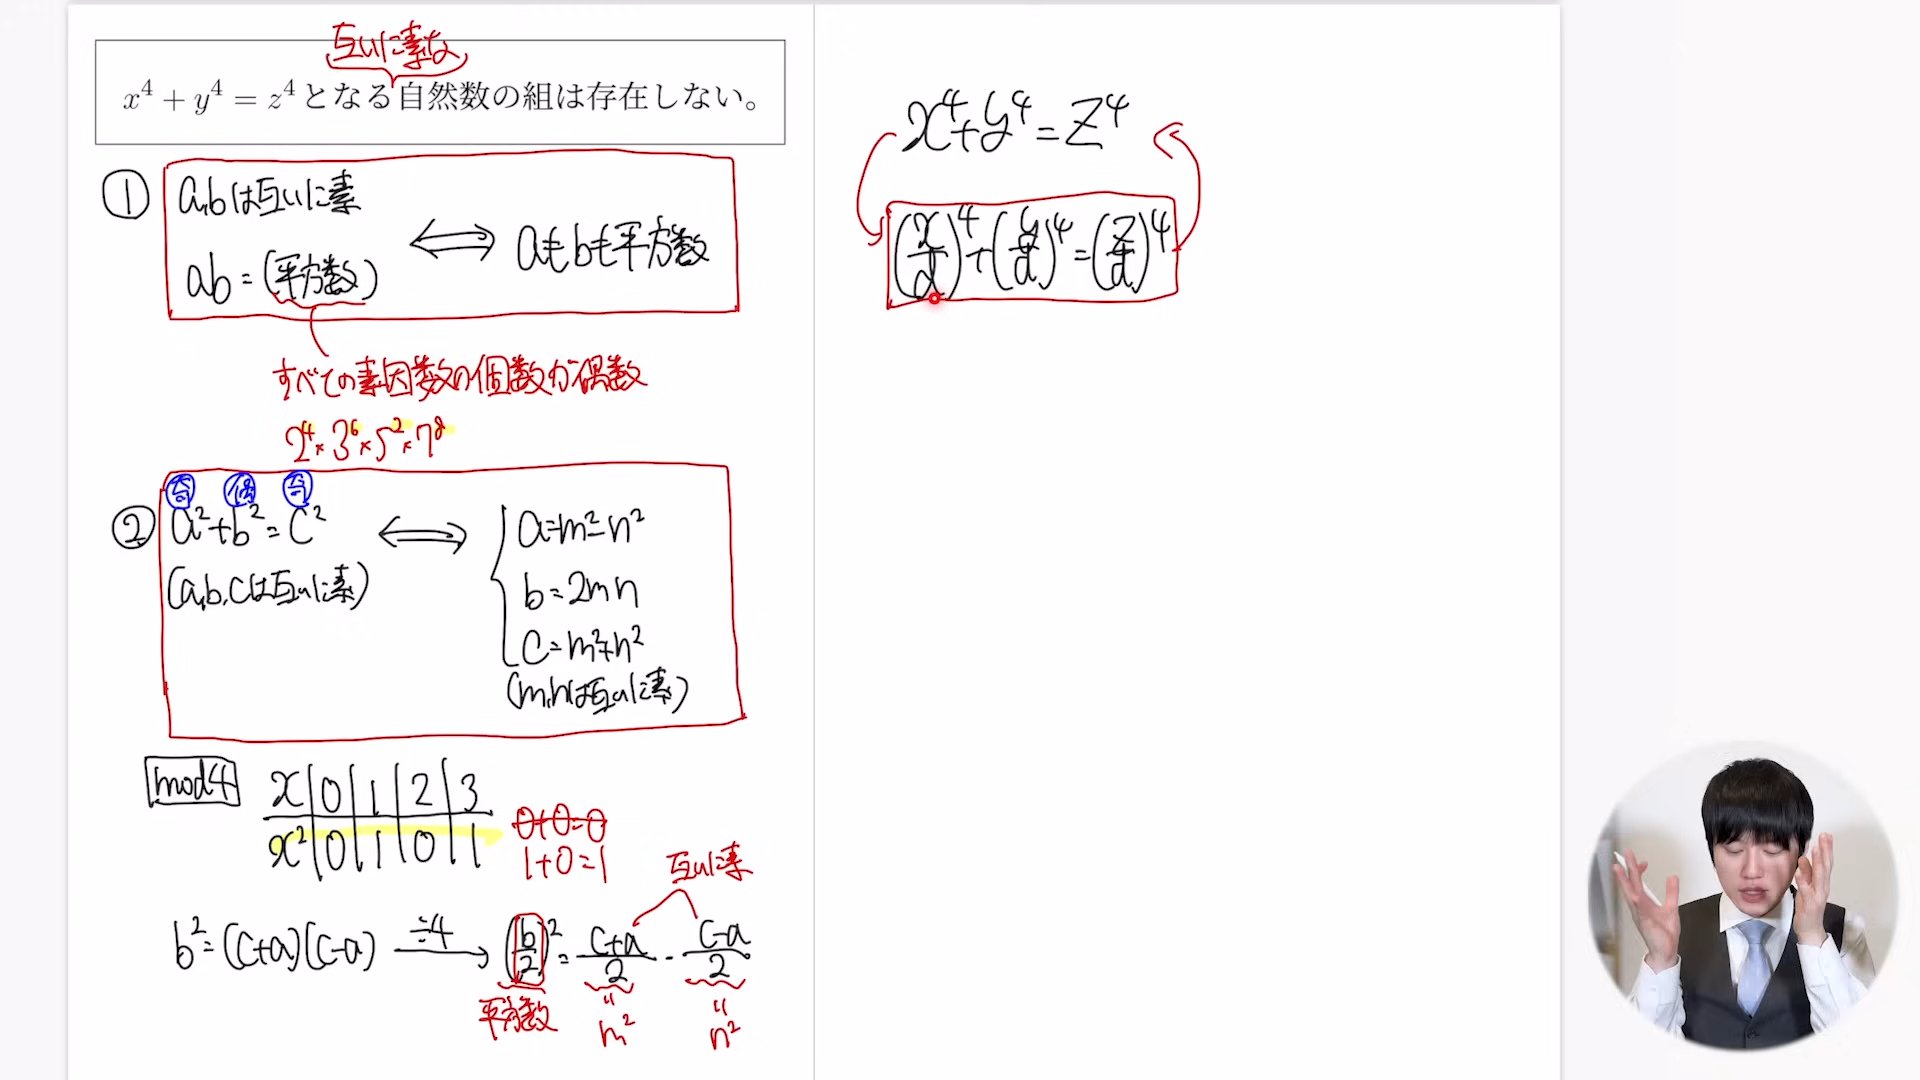 互いに素な
x⁴ + y⁴ = z⁴ となる自然数の組は存在しない。
① a,bは互いに素
ab = (平方数) ⟺ aもbも平方数
すべての素因数の個数が偶数
2⁴×3⁶×5²×7⁸
奇 偶 奇
② a²+b²=c² ⟺ a=m²-n²
(a,b,cは互いに素) b=2mn
c=m²+n²
(m,nは互いに素)
mod4
x 0 1 2 3
x² 0 1 0 1
0+0=0
1+0=1
互いに素
b²=(c+a)(c-a) ÷4→ (b/2)² = (c+a)/2 · (c-a)/2
平方数 〃 m² 〃 n²
x⁴+y⁴=z⁴
(x/d)⁴+(y/d)⁴=(z/d)⁴